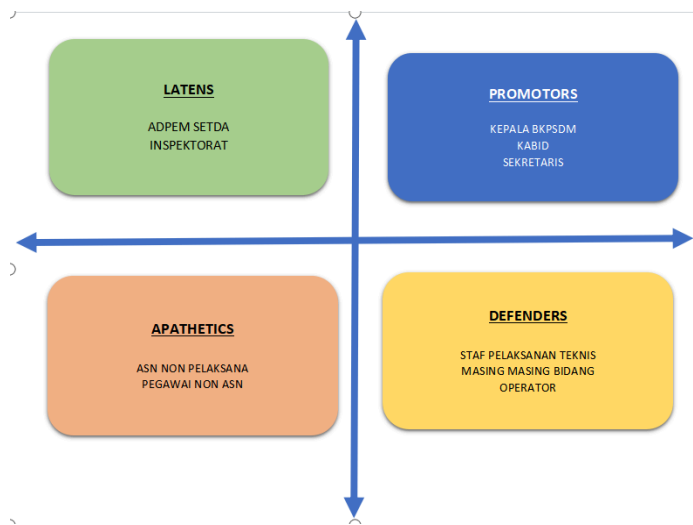 LATENS
ADPEM SETDA
INSPEKTORAT
PROMOTORS
KEPALA BKPSDM
KABID
SEKRETARIS
APATHETICS
ASN NON PELAKSANA
PEGAWAI NON ASN
DEFENDERS
STAF PELAKSANAN TEKNIS
MASING MASING BIDANG
OPERATOR